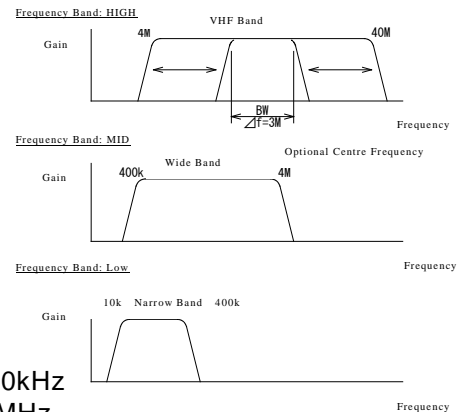 Frequency Band: HIGH
VHF Band
Gain
4M
40M
BW
⊿f=3M
Frequency
Frequency Band: MID
Optional Centre Frequency
Wide Band
Gain
400k
4M
Frequency Band: Low
Frequency
10k Narrow Band 400k
Gain
0kHz
MHz
Frequency